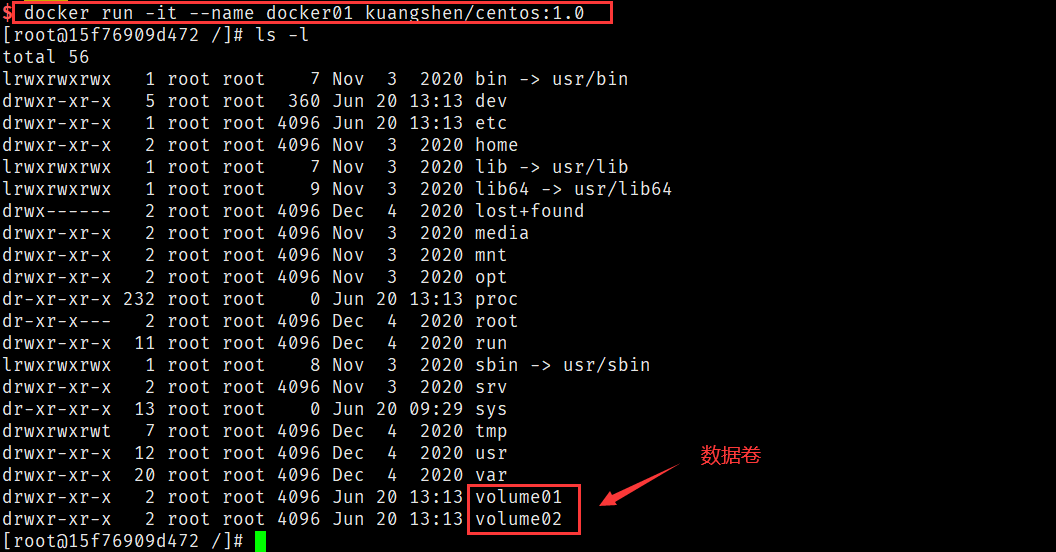 $ docker run -it --name docker01 kuangshen/centos:1.0
[root@15f76909d472 /]# ls -l
total 56
lrwxrwxrwx   1 root root    7 Nov  3  2020 bin -> usr/bin
drwxr-xr-x   5 root root  360 Jun 20 13:13 dev
drwxr-xr-x   1 root root 4096 Jun 20 13:13 etc
drwxr-xr-x   2 root root 4096 Nov  3  2020 home
lrwxrwxrwx   1 root root    7 Nov  3  2020 lib -> usr/lib
lrwxrwxrwx   1 root root    9 Nov  3  2020 lib64 -> usr/lib64
drwx------   2 root root 4096 Dec  4  2020 lost+found
drwxr-xr-x   2 root root 4096 Nov  3  2020 media
drwxr-xr-x   2 root root 4096 Nov  3  2020 mnt
drwxr-xr-x   2 root root 4096 Nov  3  2020 opt
dr-xr-xr-x 232 root root    0 Jun 20 13:13 proc
dr-xr-x---   2 root root 4096 Dec  4  2020 root
drwxr-xr-x  11 root root 4096 Dec  4  2020 run
lrwxrwxrwx   1 root root    8 Nov  3  2020 sbin -> usr/sbin
drwxr-xr-x   2 root root 4096 Nov  3  2020 srv
dr-xr-xr-x  13 root root    0 Jun 20 09:29 sys
drwxrwxrwt   7 root root 4096 Dec  4  2020 tmp
drwxr-xr-x  12 root root 4096 Dec  4  2020 usr
数据卷
drwxr-xr-x  20 root root 4096 Dec  4  2020 var
drwxr-xr-x   2 root root 4096 Jun 20 13:13 volume01
drwxr-xr-x   2 root root 4096 Jun 20 13:13 volume02
[root@15f76909d472 /]#